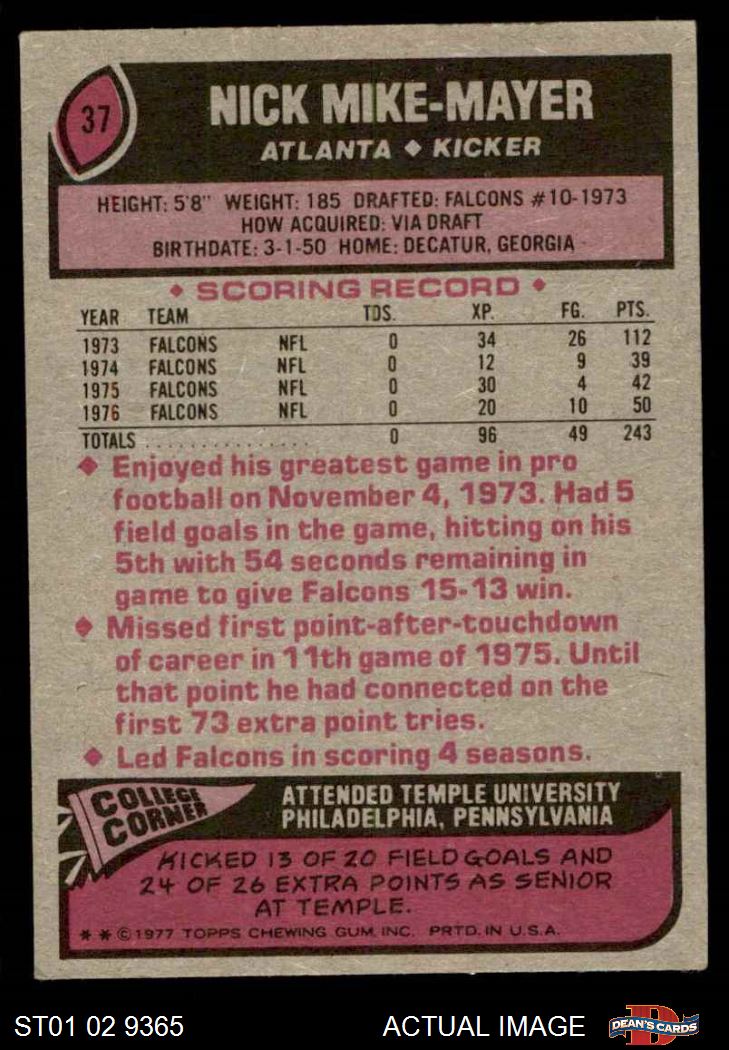 37
NICK MIKE-MAYER
ATLANTA ◆ KICKER
HEIGHT: 5'8" WEIGHT: 185 DRAFTED: FALCONS #10-1973
HOW ACQUIRED: VIA DRAFT
BIRTHDATE: 3-1-50 HOME: DECATUR, GEORGIA
◆ SCORING RECORD ◆
YEAR TEAM TDS. XP. FG. PTS.
1973 FALCONS NFL 0 34 26 112
1974 FALCONS NFL 0 12 9 39
1975 FALCONS NFL 0 30 4 42
1976 FALCONS NFL 0 20 10 50
TOTALS ................ 0 96 49 243
◆ Enjoyed his greatest game in pro
football on November 4, 1973. Had 5
field goals in the game, hitting on his
5th with 54 seconds remaining in
game to give Falcons 15-13 win.
◆ Missed first point-after-touchdown
of career in 11th game of 1975. Until
that point he had connected on the
first 73 extra point tries.
◆ Led Falcons in scoring 4 seasons.
COLLEGE
CORNER
ATTENDED TEMPLE UNIVERSITY
PHILADELPHIA, PENNSYLVANIA
KICKED 13 OF 20 FIELD GOALS AND
24 OF 26 EXTRA POINTS AS SENIOR
AT TEMPLE.
* * © 1977 TOPPS CHEWING GUM, INC. PRTD. IN U.S.A.
ST01 02 9365 ACTUAL IMAGE
D
DEAN'S CARDS